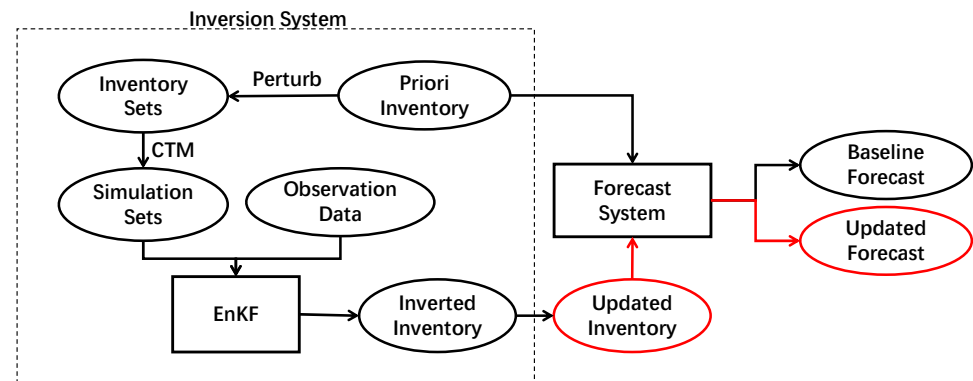 Inversion System
Inventory
Sets
Perturb
Priori
Inventory
CTM
Simulation
Sets
Observation
Data
Forecast
System
Baseline
Forecast
Updated
Forecast
EnKF
Inverted
Inventory
Updated
Inventory